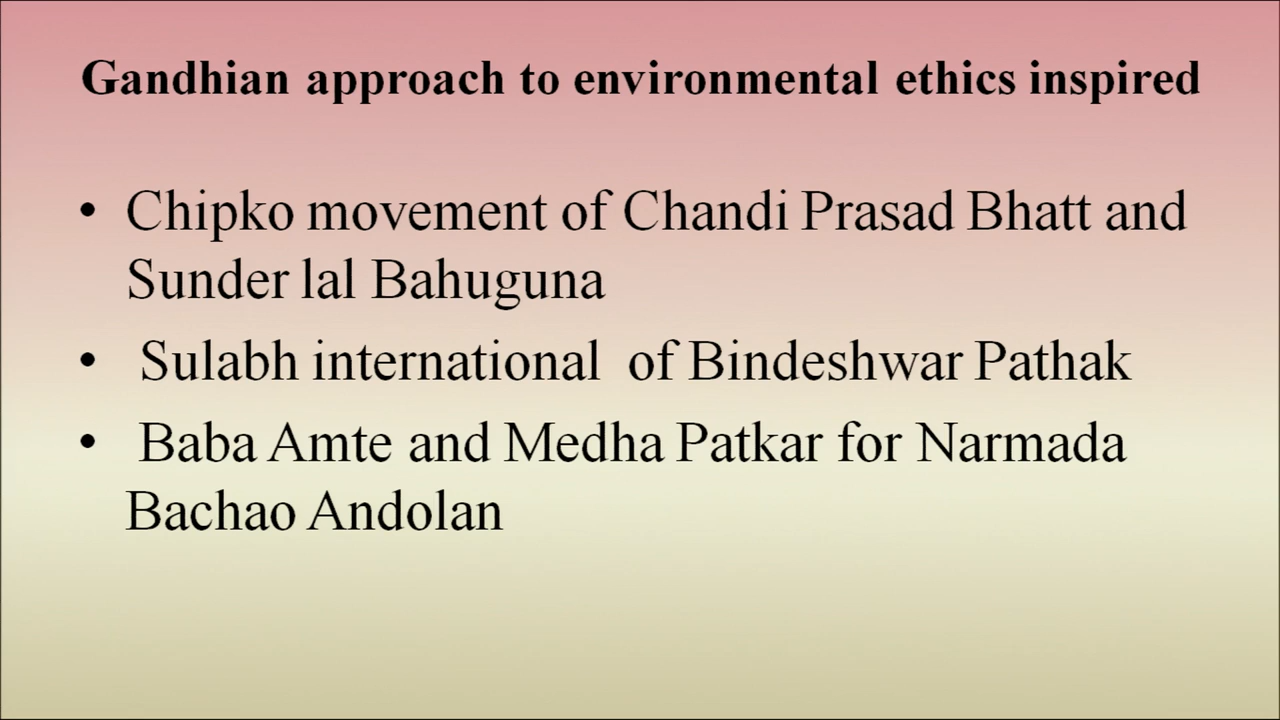 Gandhian approach to environmental ethics inspired
• Chipko movement of Chandi Prasad Bhatt and
Sunder lal Bahuguna
• Sulabh international of Bindeshwar Pathak
• Baba Amte and Medha Patkar for Narmada
Bachao Andolan